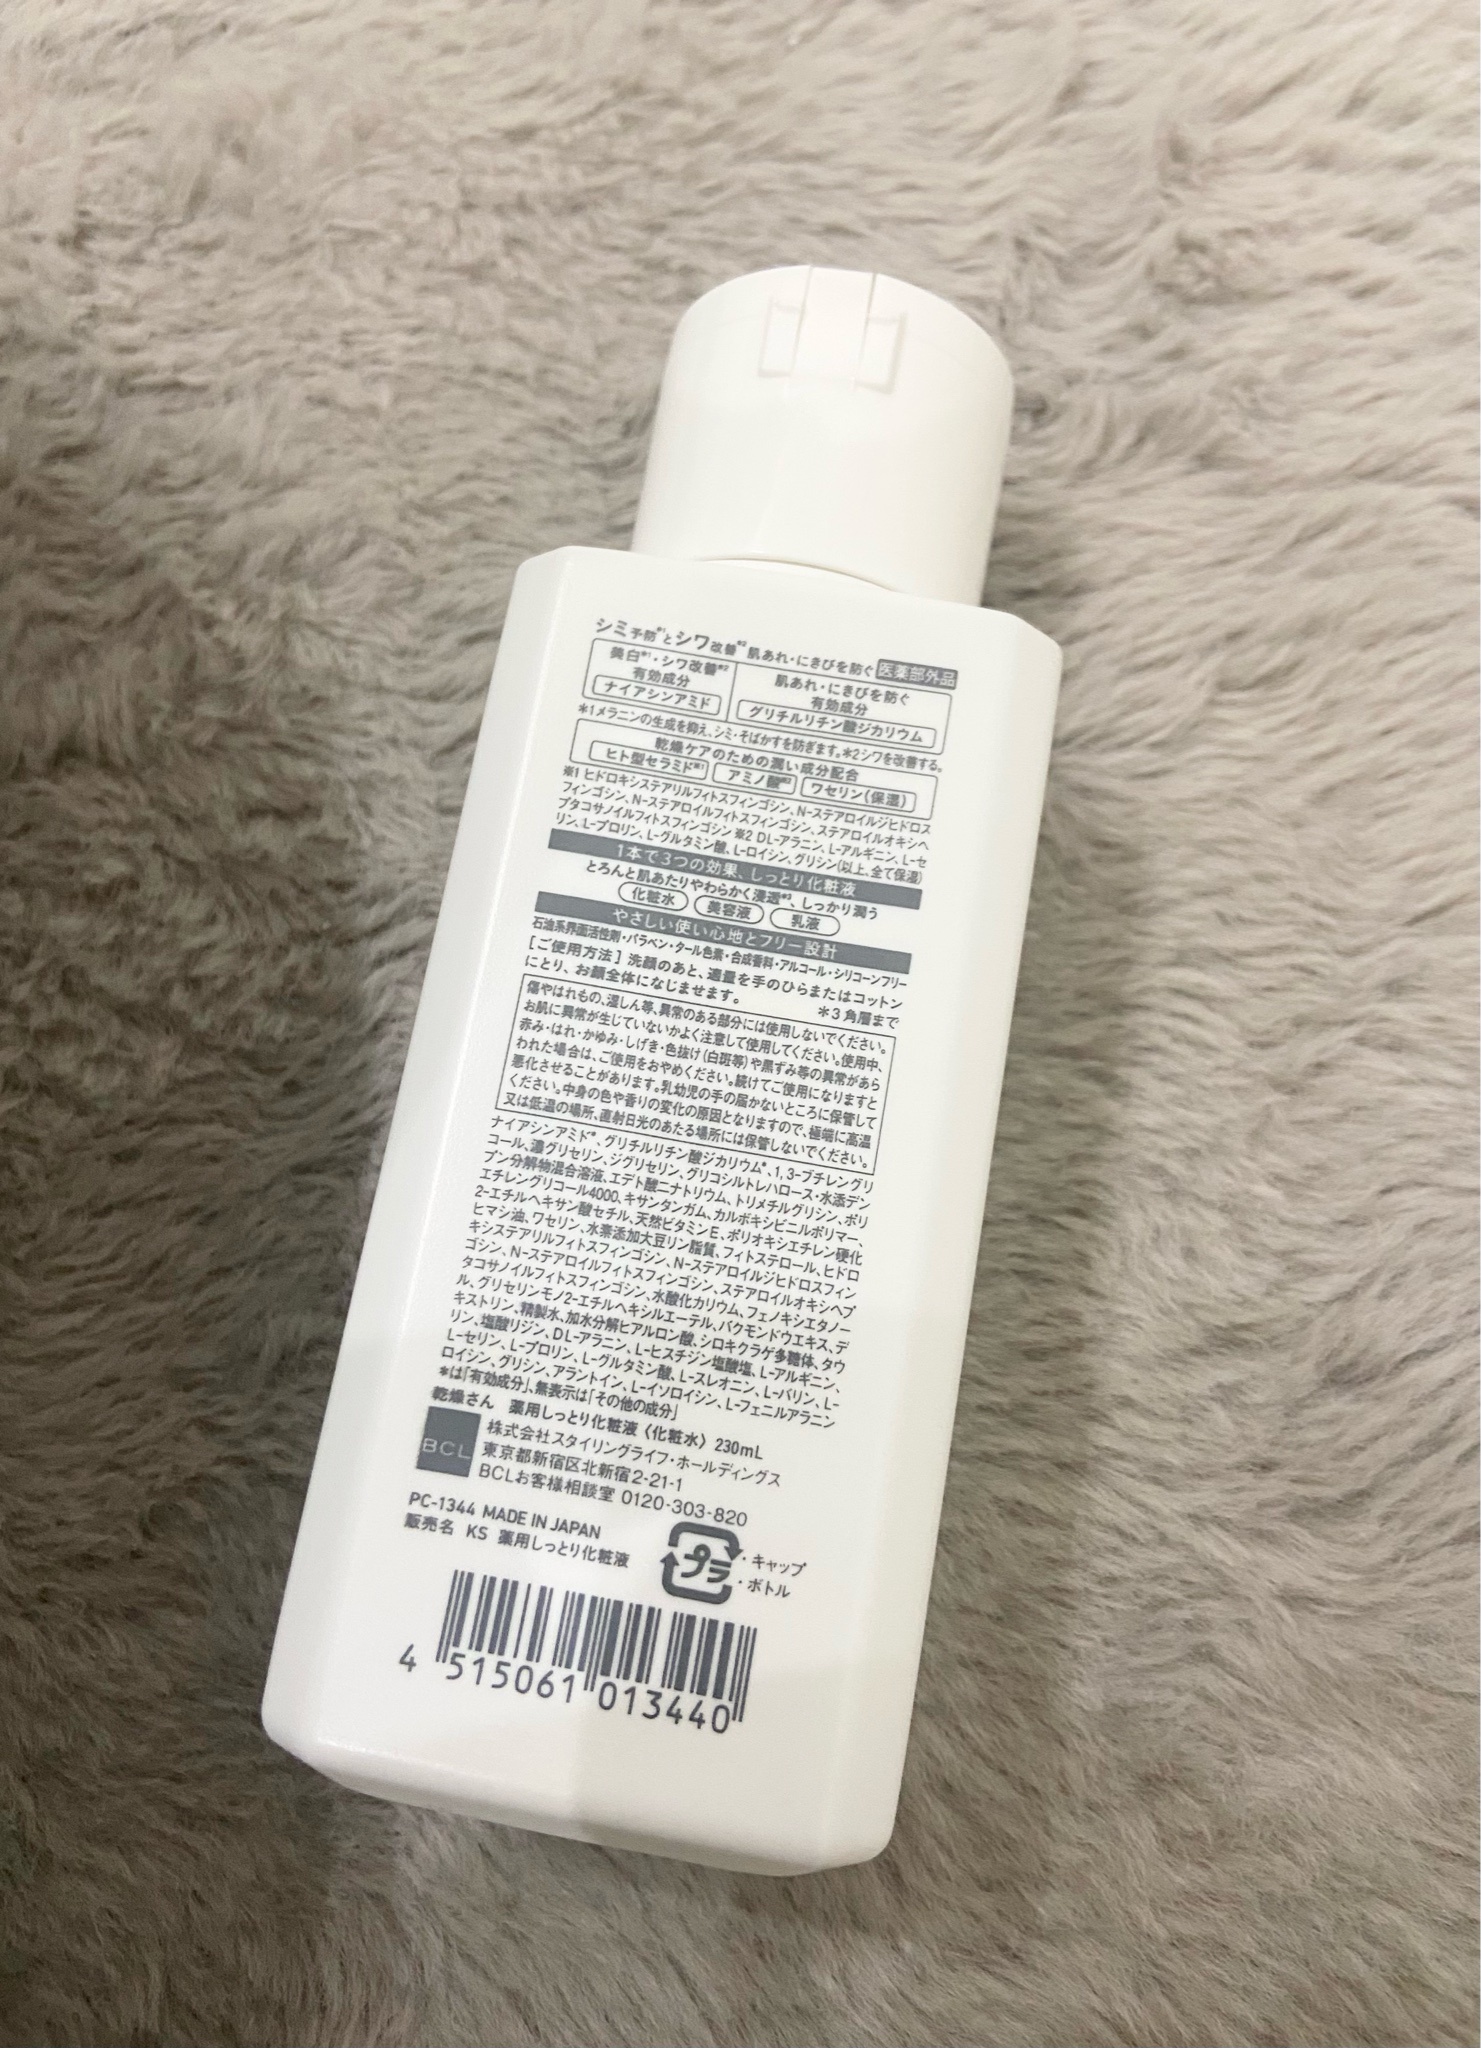 シミ予防*1とシワ改善*2 肌あれ・にきびを防ぐ 医薬部外品
美白*1・シワ改善*2
有効成分
ナイアシンアミド
肌あれ・にきびを防ぐ
有効成分
グリチルリチン酸ジカリウム
*1メラニンの生成を抑え、シミ・そばかすを防ぎます。*2シワを改善する。
乾燥ケアのための潤い成分配合
ヒト型セラミド※1 アミノ酸※2 ワセリン(保湿)
※1 ヒドロキシステアリルフィトスフィンゴシン、N-ステアロイルジヒドロス
フィンゴシン、N-ステアロイルフィトスフィンゴシン、ステアロイルオキシヘ
プタコサノイルフィトスフィンゴシン ※2 DL-アラニン、L-アルギニン、L-セ
リン、L-プロリン、L-グルタミン酸、L-ロイシン、グリシン(以上、全て保湿)
1本で3つの効果、しっとり化粧液
とろんと肌あたりやわらかく浸透*3、しっかり潤う
化粧水 美容液 乳液
やさしい使い心地とフリー設計
石油系界面活性剤・パラベン・タール色素・合成香料・アルコール・シリコーンフリー
[ご使用方法] 洗顔のあと、適量を手のひらまたはコットン
にとり、お顔全体になじませます。 *3 角層まで
傷やはれもの、湿しん等、異常のある部分には使用しないでください。
お肌に異常が生じていないかよく注意して使用してください。使用中、
赤み・はれ・かゆみ・しげき・色抜け(白斑等)や黒ずみ等の異常があら
われた場合は、ご使用をおやめください。続けてご使用になりますと
悪化させることがあります。乳幼児の手の届かないところに保管して
ください。中身の色や香りの変化の原因となりますので、極端に高温
又は低温の場所、直射日光のあたる場所には保管しないでください。
ナイアシンアミド*、グリチルリチン酸ジカリウム*、1,3-ブチレングリ
コール、濃グリセリン、ジグリセリン、グリコシルトレハロース・水添デン
プン分解物混合溶液、エデト酸二ナトリウム、トリメチルグリシン、ポリ
エチレングリコール4000、キサンタンガム、カルボキシビニルポリマー、
2-エチルヘキサン酸セチル、天然ビタミンE、ポリオキシエチレン硬化
ヒマシ油、ワセリン、水素添加大豆リン脂質、フィトステロール、ヒドロ
キシステアリルフィトスフィンゴシン、N-ステアロイルジヒドロスフィン
ゴシン、N-ステアロイルフィトスフィンゴシン、ステアロイルオキシヘプ
タコサノイルフィトスフィンゴシン、水酸化カリウム、フェノキシエタノー
ル、グリセリンモノ2-エチルヘキシルエーテル、バクモンドウエキス、デ
キストリン、精製水、加水分解ヒアルロン酸、シロキクラゲ多糖体、タウ
リン、塩酸リジン、DL-アラニン、L-ヒスチジン塩酸塩、L-アルギニン、
L-セリン、L-プロリン、L-グルタミン酸、L-スレオニン、L-バリン、L-
ロイシン、グリシン、アラントイン、L-イソロイシン、L-フェニルアラニン
*は「有効成分」、無表示は「その他の成分」
乾燥さん 薬用しっとり化粧液〈化粧水〉230mL
BCL
株式会社スタイリングライフ・ホールディングス
東京都新宿区北新宿2-21-1
BCLお客様相談室 0120-303-820
PC-1344 MADE IN JAPAN
販売名 KS 薬用しっとり化粧液
プラ
・キャップ
・ボトル
4 515061 013440